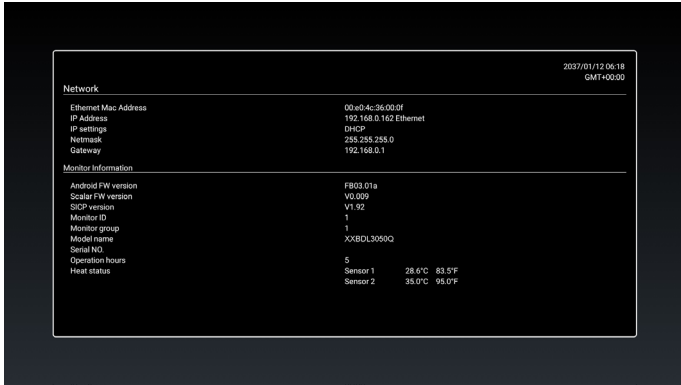 2037/01/12 06:18
GMT+00:00
Network
Ethernet Mac Address 00:e0:4c:36:00:0f
IP Address 192.168.0.162 Ethernet
IP settings DHCP
Netmask 255.255.255.0
Gateway 192.168.0.1
Monitor Information
Android FW version FB03.01a
Scalar FW version V0.009
SICP version V1.92
Monitor ID 1
Monitor group 1
Model name XXBDL3050Q
Serial NO.
Operation hours 5
Heat status Sensor 1 28.6°C 83.5°F
Sensor 2 35.0°C 95.0°F